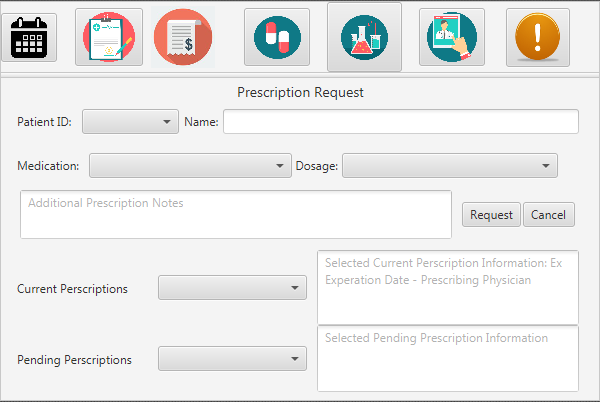 $
!
Prescription Request
Patient ID:
Name:
Medication:
Dosage:
Additional Prescription Notes
Request
Cancel
Current Perscriptions
Selected Current Perscription Information: Ex
Experation Date - Prescribing Physician
Pending Perscriptions
Selected Pending Prescription Information